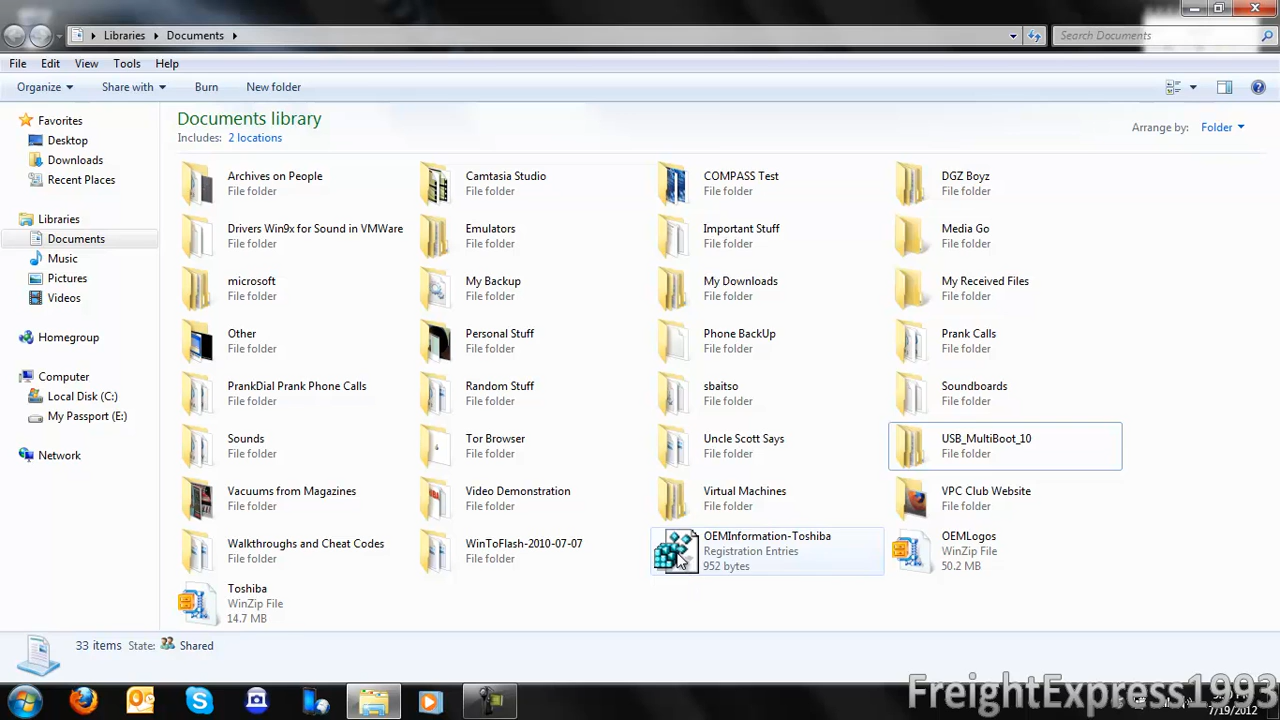 Libraries Documents Search Documents
File Edit View Tools Help
Organize Share with Burn New folder
Favorites
Desktop
Downloads
Recent Places
Libraries
Documents
Music
Pictures
Videos
Homegroup
Computer
Local Disk (C:)
My Passport (E:)
Network
Documents library
Includes: 2 locations
Arrange by: Folder
Archives on People
File folder
Camtasia Studio
File folder
COMPASS Test
File folder
DGZ Boyz
File folder
Drivers Win9x for Sound in VMWare
File folder
Emulators
File folder
Important Stuff
File folder
Media Go
File folder
microsoft
File folder
My Backup
File folder
My Downloads
File folder
My Received Files
File folder
Other
File folder
Personal Stuff
File folder
Phone BackUp
File folder
Prank Calls
File folder
PrankDial Prank Phone Calls
File folder
Random Stuff
File folder
sbaitso
File folder
Soundboards
File folder
Sounds
File folder
Tor Browser
File folder
Uncle Scott Says
File folder
USB_MultiBoot_10
File folder
Vacuums from Magazines
File folder
Video Demonstration
File folder
Virtual Machines
File folder
VPC Club Website
File folder
Walkthroughs and Cheat Codes
File folder
WinToFlash-2010-07-07
File folder
OEMInformation-Toshiba
Registration Entries
952 bytes
OEMLogos
WinZip File
50.2 MB
Toshiba
WinZip File
14.7 MB
33 items State: Shared
FreightExpress1993
7/19/2012